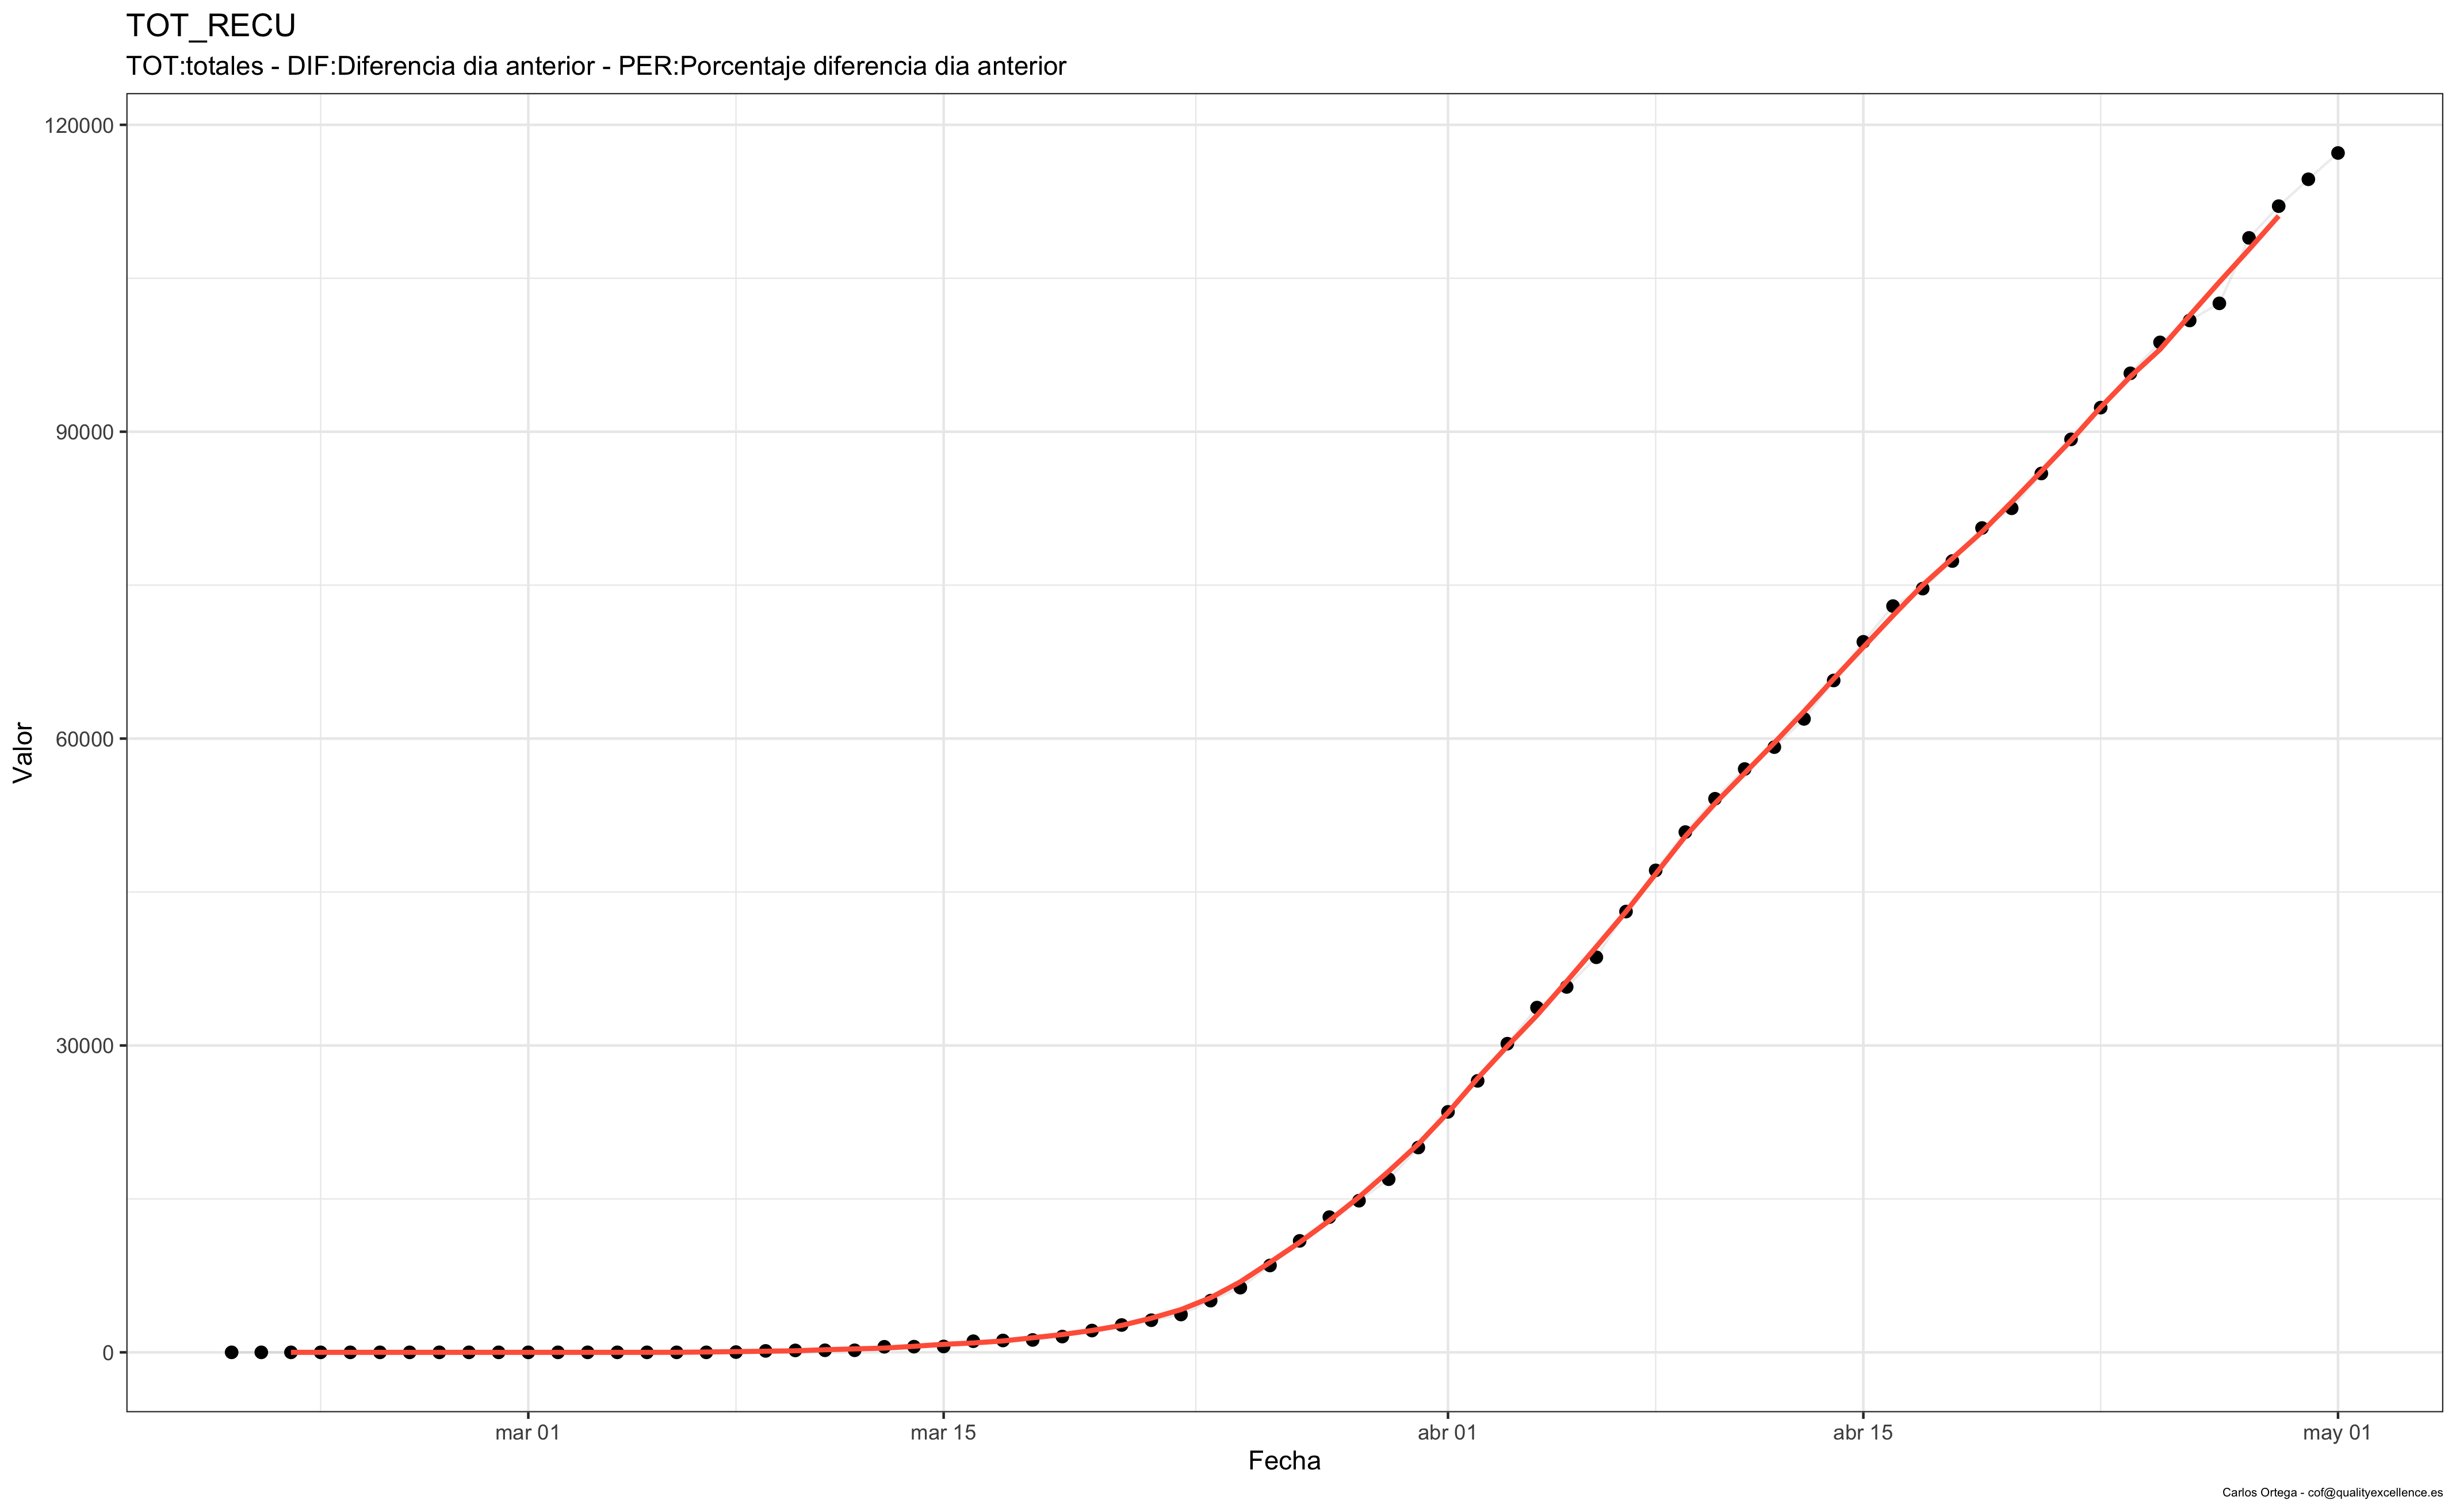 TOT_RECU
TOT:totales - DIF:Diferencia dia anterior - PER:Porcentaje diferencia dia anterior
120000
90000
60000
30000
0
Valor
mar 01
mar 15
abr 01
abr 15
may 01
Fecha
Carlos Ortega - cof@qualityexcellence.es